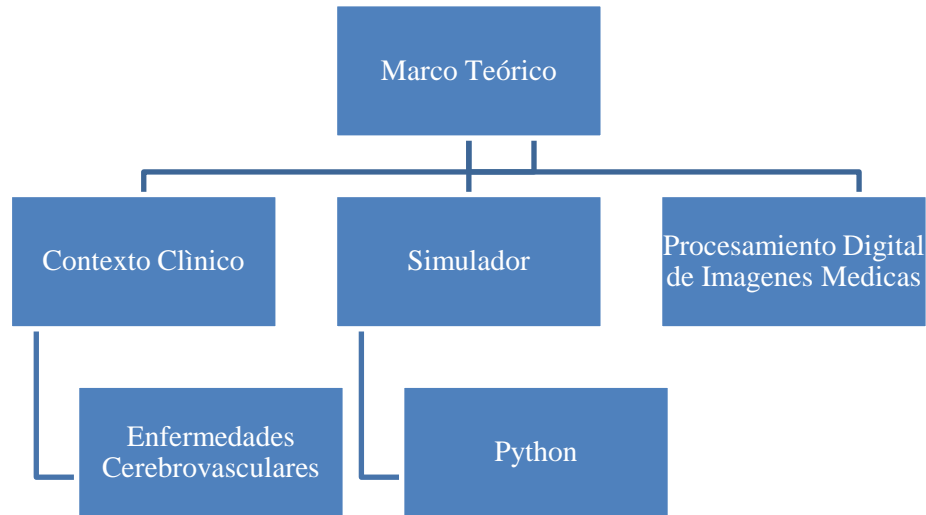 Marco Teórico
Contexto Clìnico
Simulador
Procesamiento Digital
de Imagenes Medicas
Enfermedades
Cerebrovasculares
Python